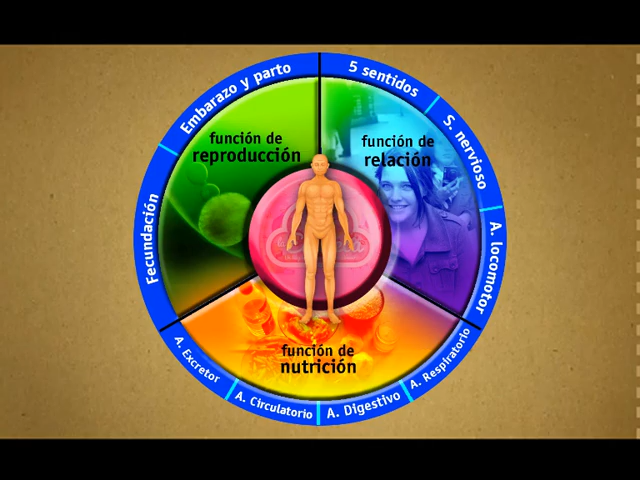 Embarazo y parto
5 sentidos
S. nervioso
A. locomotor
A. Respiratorio
A. Digestivo
A. Circulatorio
A. Excretor
Fecundación
función de
reproducción
función de
relación
función de
nutrición